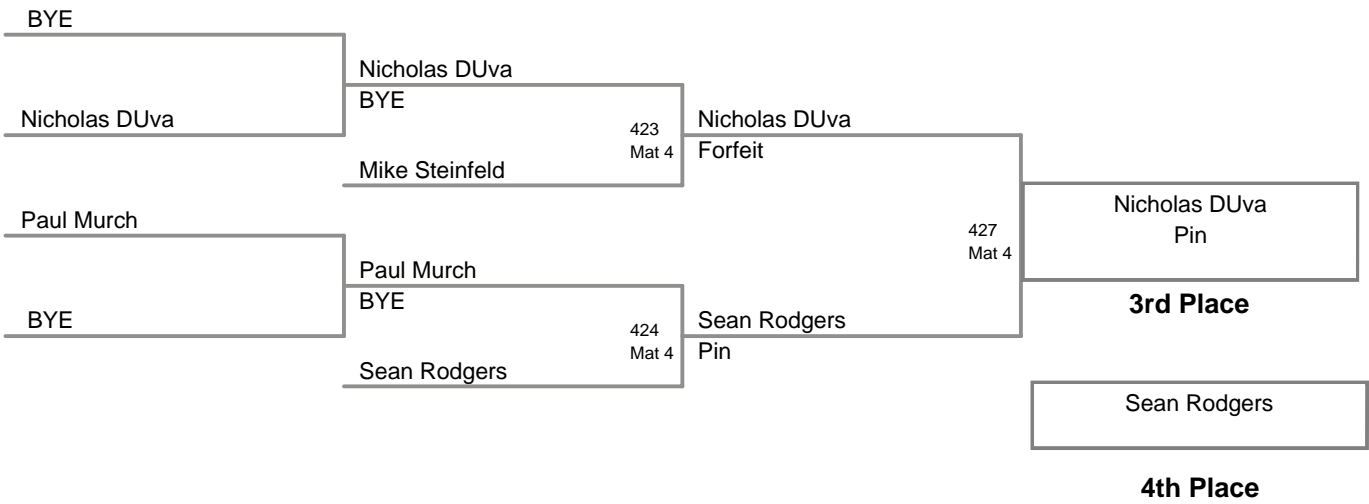 BYE
Nicholas DUva
BYE
Nicholas DUva
423
Mat 4
Nicholas DUva
Forfeit
Mike Steinfeld
Nicholas DUva
Pin
3rd Place
427
Mat 4
Paul Murch
Paul Murch
BYE
BYE
424
Mat 4
Sean Rodgers
Pin
Sean Rodgers
Sean Rodgers
4th Place